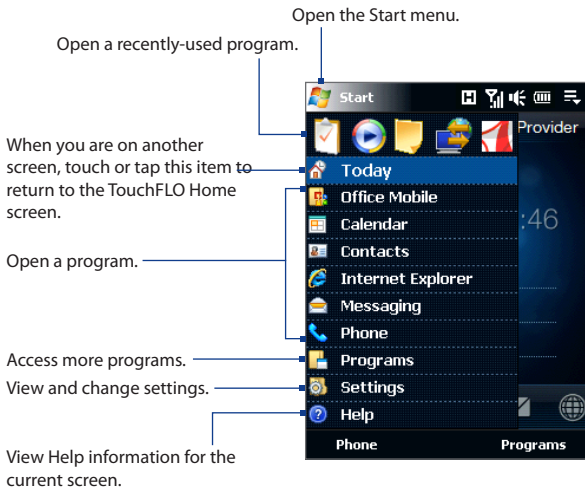 Open the Start menu.
Open a recently-used program.
Start
H
Provider
When you are on another
screen, touch or tap this item to
return to the TouchFLO Home
screen.
Today
Office Mobile
:46
Calendar
Open a program.
Contacts
Internet Explorer
Messaging
Phone
Access more programs.
Programs
View and change settings.
Settings
Help
View Help information for the
current screen.
Phone
Programs